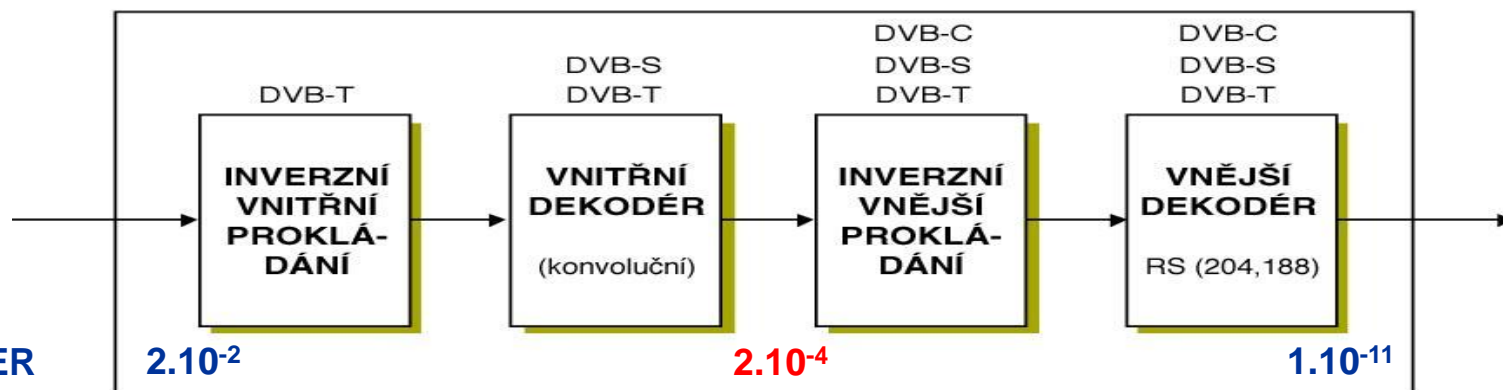 DVB-T
DVB-S
DVB-T
DVB-C
DVB-S
DVB-T
DVB-C
DVB-S
DVB-T
INVERZNÍ
VNITŘNÍ
PROKLÁ-
DÁNÍ
VNITŘNÍ
DEKODÉR
(konvoluční)
INVERZNÍ
VNĚJŠÍ
PROKLÁ-
DÁNÍ
VNĚJŠÍ
DEKODÉR
RS (204,188)
ER 2.10⁻² 2.10⁻⁴ 1.10⁻¹¹